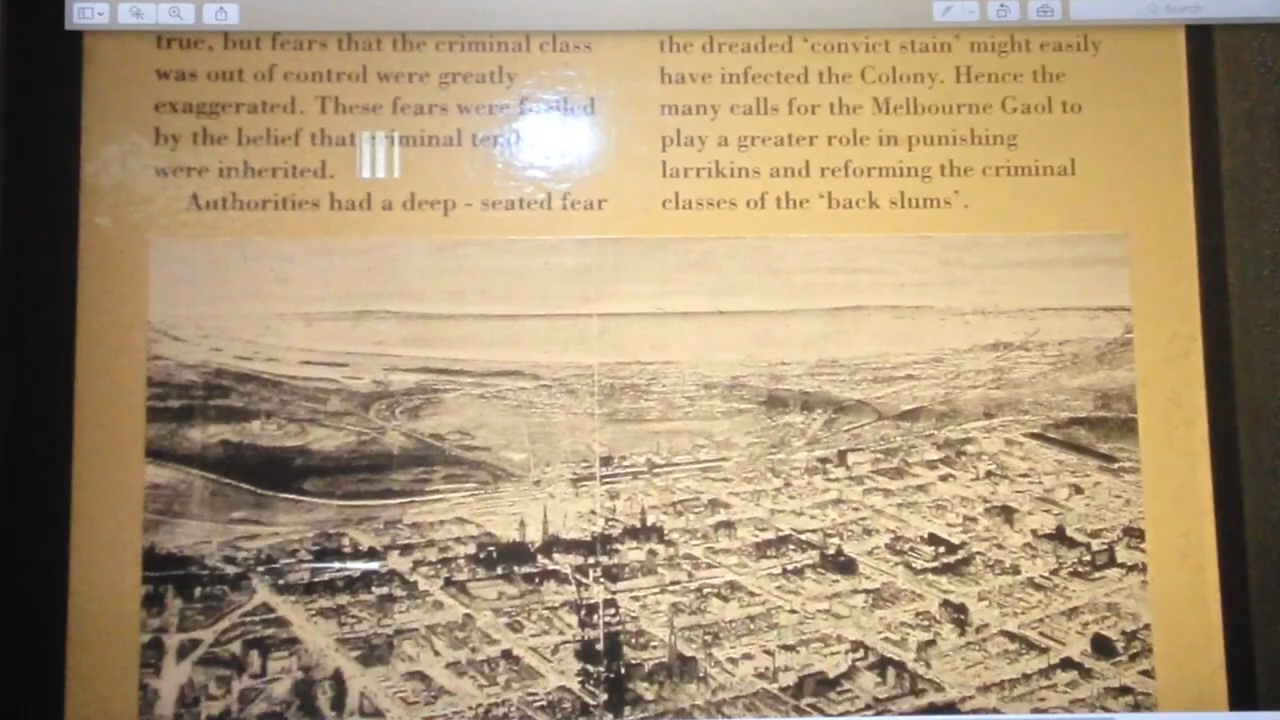 Search
true, but fears that the criminal class
was out of control were greatly
exaggerated. These fears were fuelled
by the belief that criminal
were inherited.
Authorities had a deep - seated fear
the dreaded 'convict stain' might easily
have infected the Colony. Hence the
many calls for the Melbourne Gaol to
play a greater role in punishing
larrikins and reforming the criminal
classes of the 'back slums'.